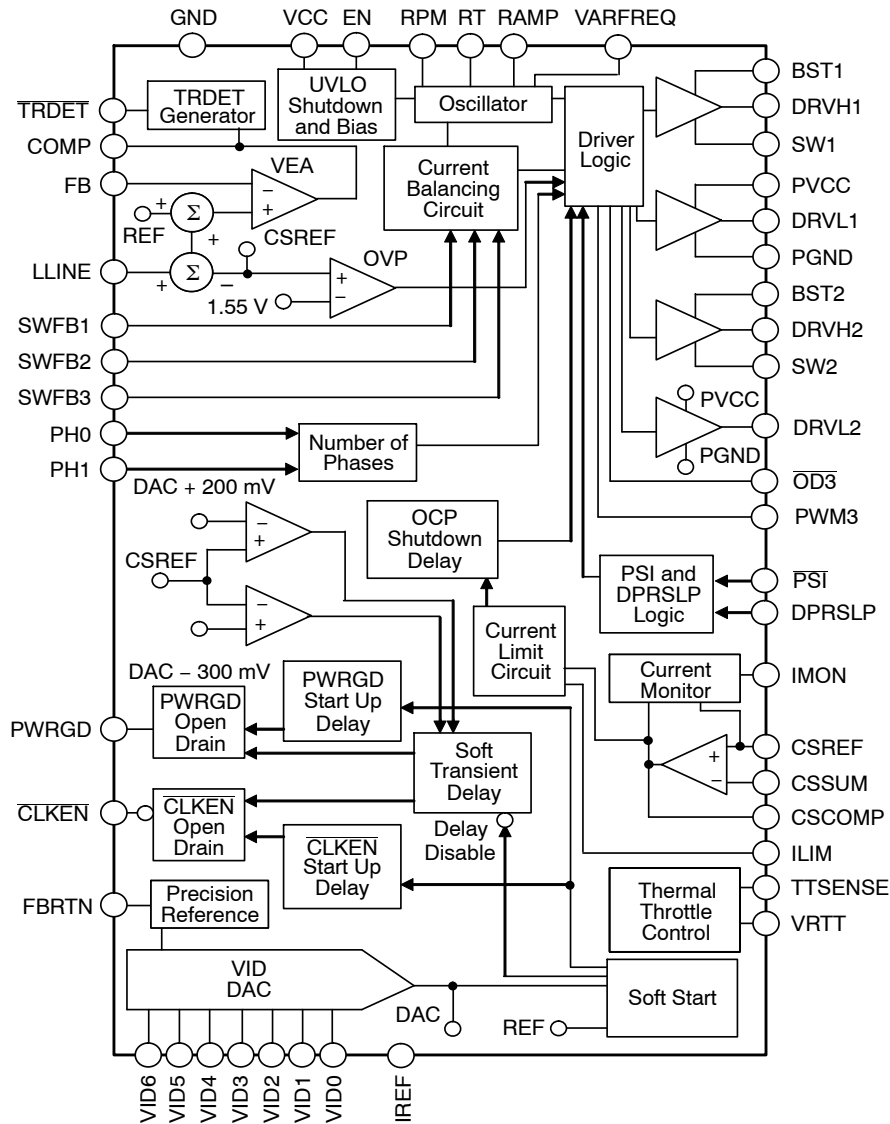 GND
VCC
EN
RPM
RT
RAMP
VARFREQ
TRDET
COMP
FB
LLINE
SWFB1
SWFB2
SWFB3
PH0
PH1
PWRGD
CLKEN
FBRTN
TRDET
Generator
UVLO
Shutdown
and Bias
Oscillator
Current
Balancing
Circuit
Driver
Logic
VEA
−
+
+
Σ
REF
+
CSREF
Σ
+
−
OVP
+
−
1.55 V
Number of
Phases
DAC + 200 mV
−
+
CSREF
−
+
DAC − 300 mV
OCP
Shutdown
Delay
Current
Limit
Circuit
PSI and
DPRSLP
Logic
Current
Monitor
+
−
PWRGD
Open
Drain
PWRGD
Start Up
Delay
Soft
Transient
Delay
CLKEN
Open
Drain
CLKEN
Start Up
Delay
Delay
Disable
Precision
Reference
Thermal
Throttle
Control
VID
DAC
DAC
REF
Soft Start
PVCC
PGND
BST1
DRVH1
SW1
PVCC
DRVL1
PGND
BST2
DRVH2
SW2
DRVL2
OD3
PWM3
PSI
DPRSLP
IMON
CSREF
CSSUM
CSCOMP
ILIM
TTSENSE
VRTT
VID6
VID5
VID4
VID3
VID2
VID1
VID0
IREF